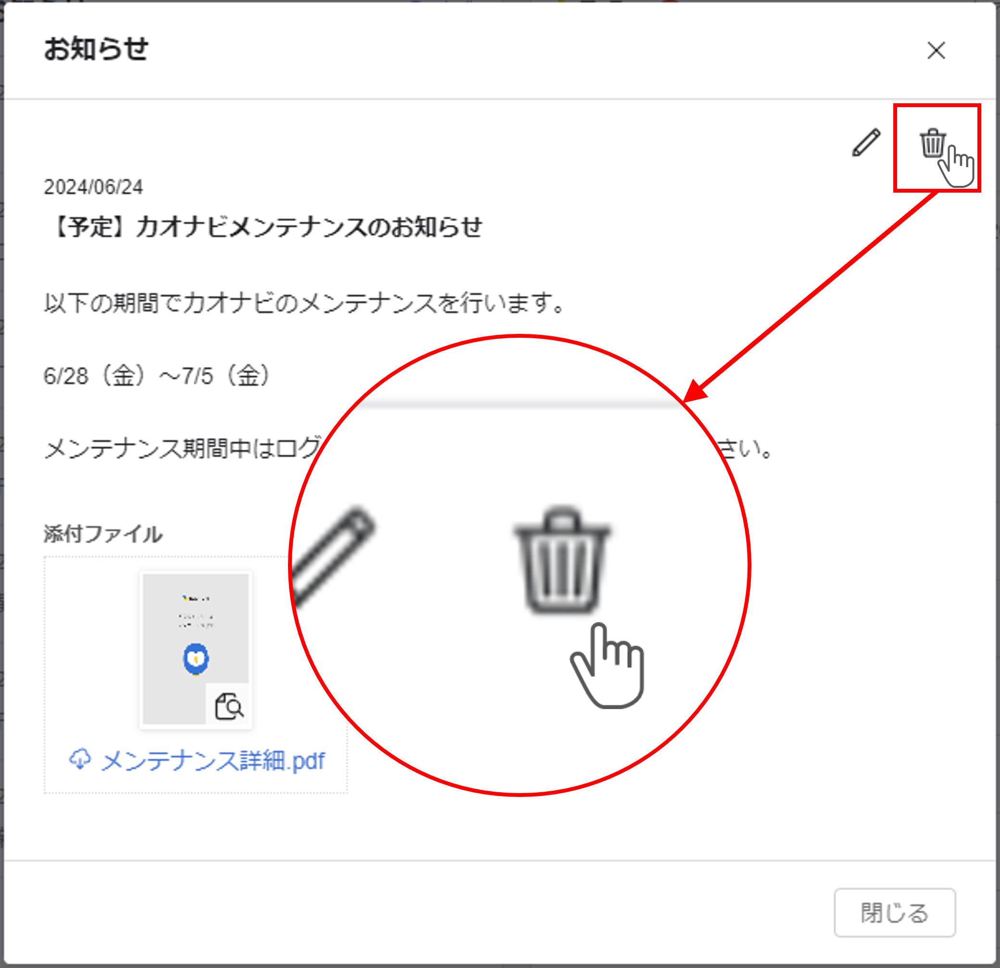 お知らせ
2024/06/24
【予定】カオナビメンテナンスのお知らせ
以下の期間でカオナビのメンテナンスを行います。
6/28（金）～7/5（金）
メンテナンス期間中はログ
さい。
添付ファイル
メンテナンス詳細.pdf
閉じる